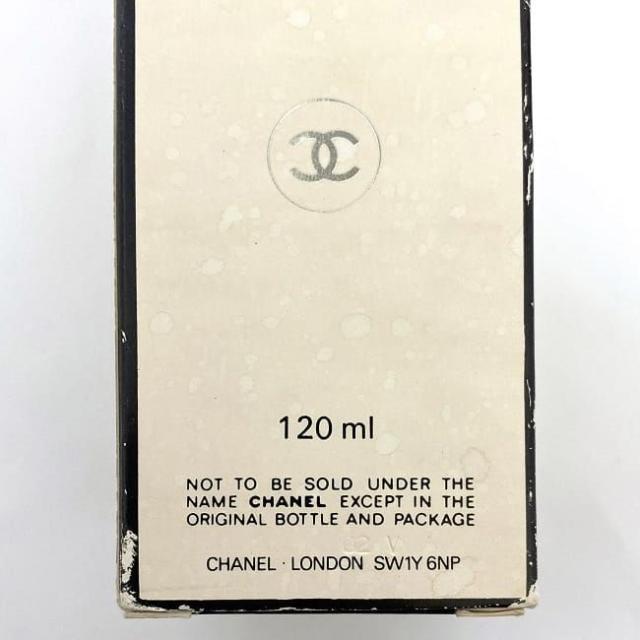 120 ml
NOT TO BE SOLD UNDER THE
NAME CHANEL EXCEPT IN THE
ORIGINAL BOTTLE AND PACKAGE
CHANEL · LONDON SW1Y 6NP